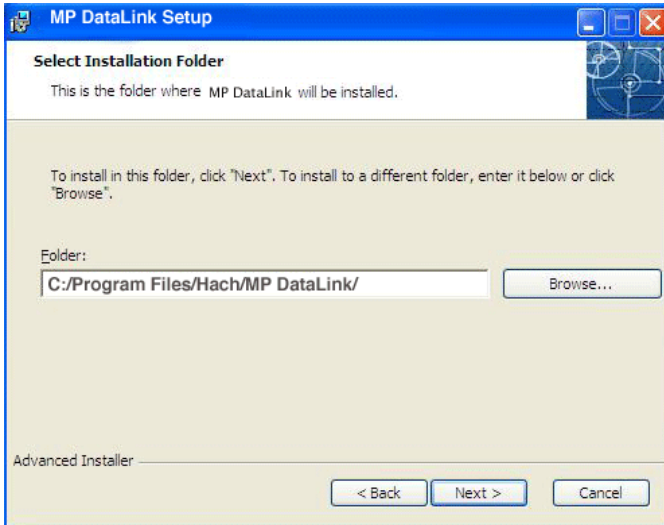 MP DataLink Setup
Select Installation Folder
This is the folder where MP DataLink will be installed.
To install in this folder, click "Next". To install to a different folder, enter it below or click
"Browse".
Folder:
C:/Program Files/Hach/MP DataLink/
Browse...
Advanced Installer
< Back
Next >
Cancel